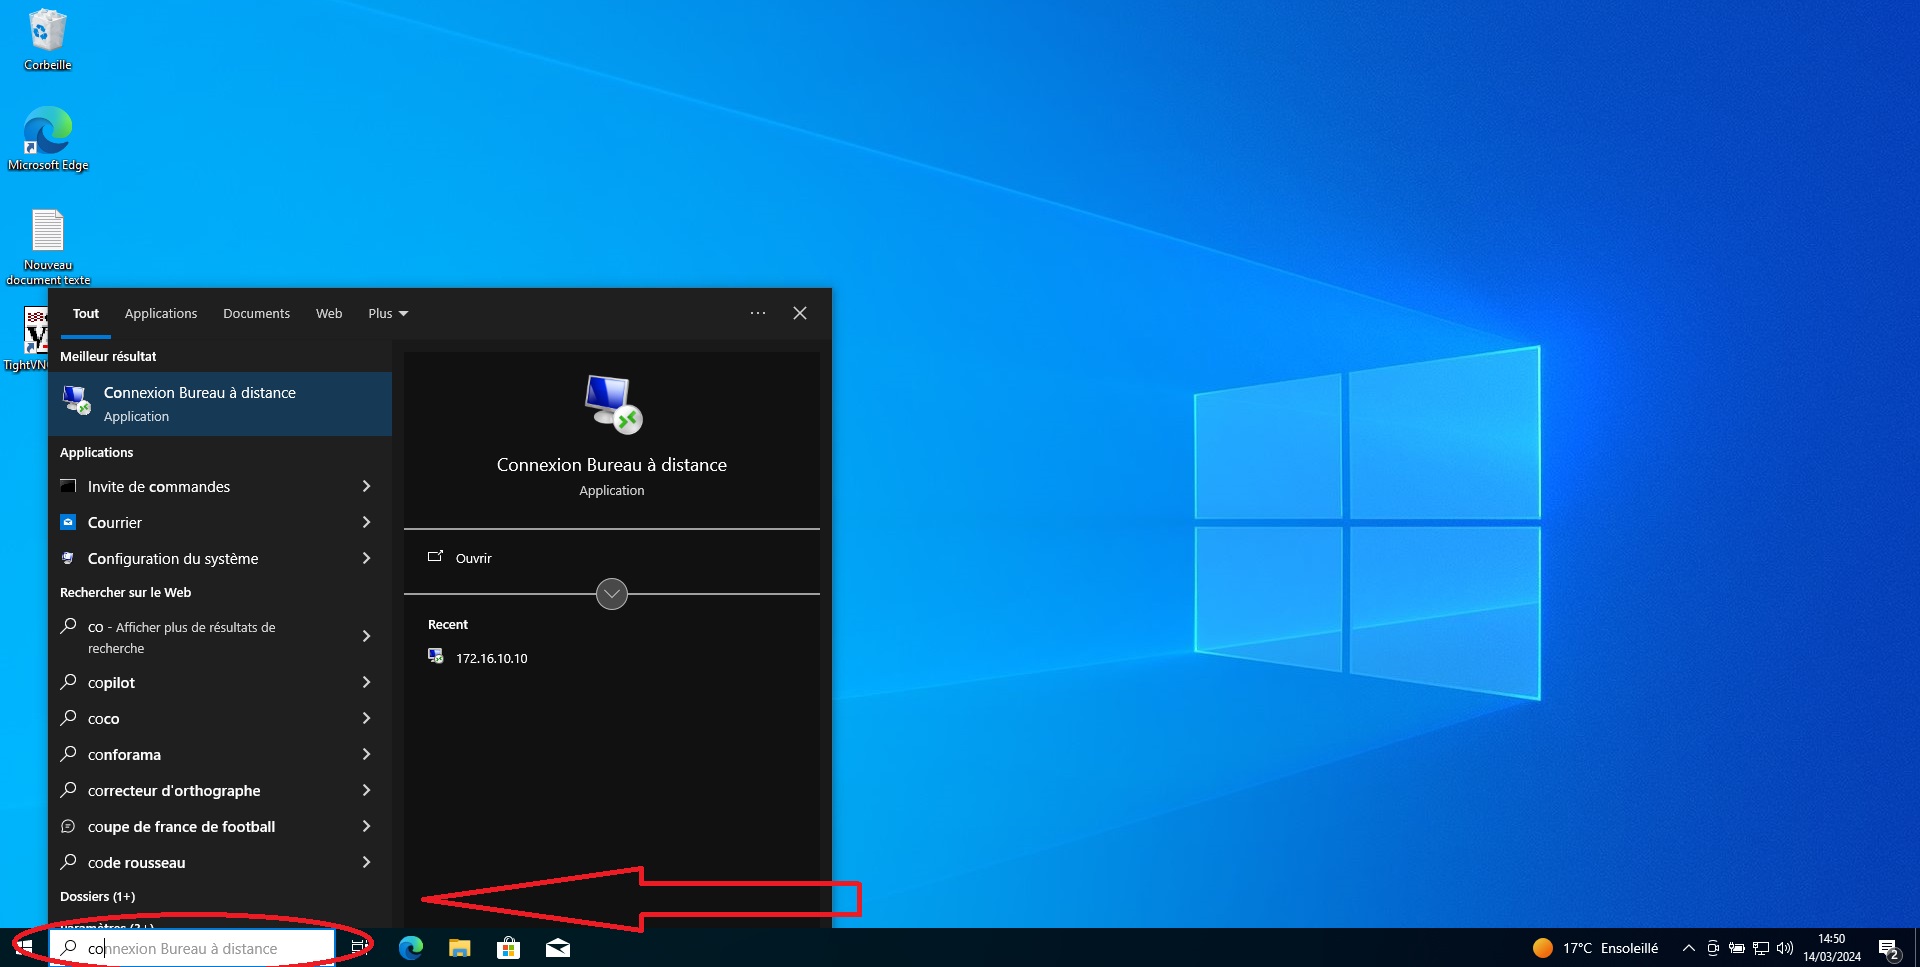 Corbeille
Microsoft Edge
Nouveau
document texte
Tout Applications Documents Web Plus
Meilleur résultat
Connexion Bureau à distance
Application
Applications
Invite de commandes
Courrier
Configuration du système
Rechercher sur le Web
co - Afficher plus de résultats de
recherche
copilot
coco
conforama
correcteur d'orthographe
coupe de france de football
code rousseau
Dossiers (1+)
connexion Bureau à distance
Connexion Bureau à distance
Application
Ouvrir
Recent
172.16.10.10
17°C Ensoleillé
14:50
14/03/2024
2